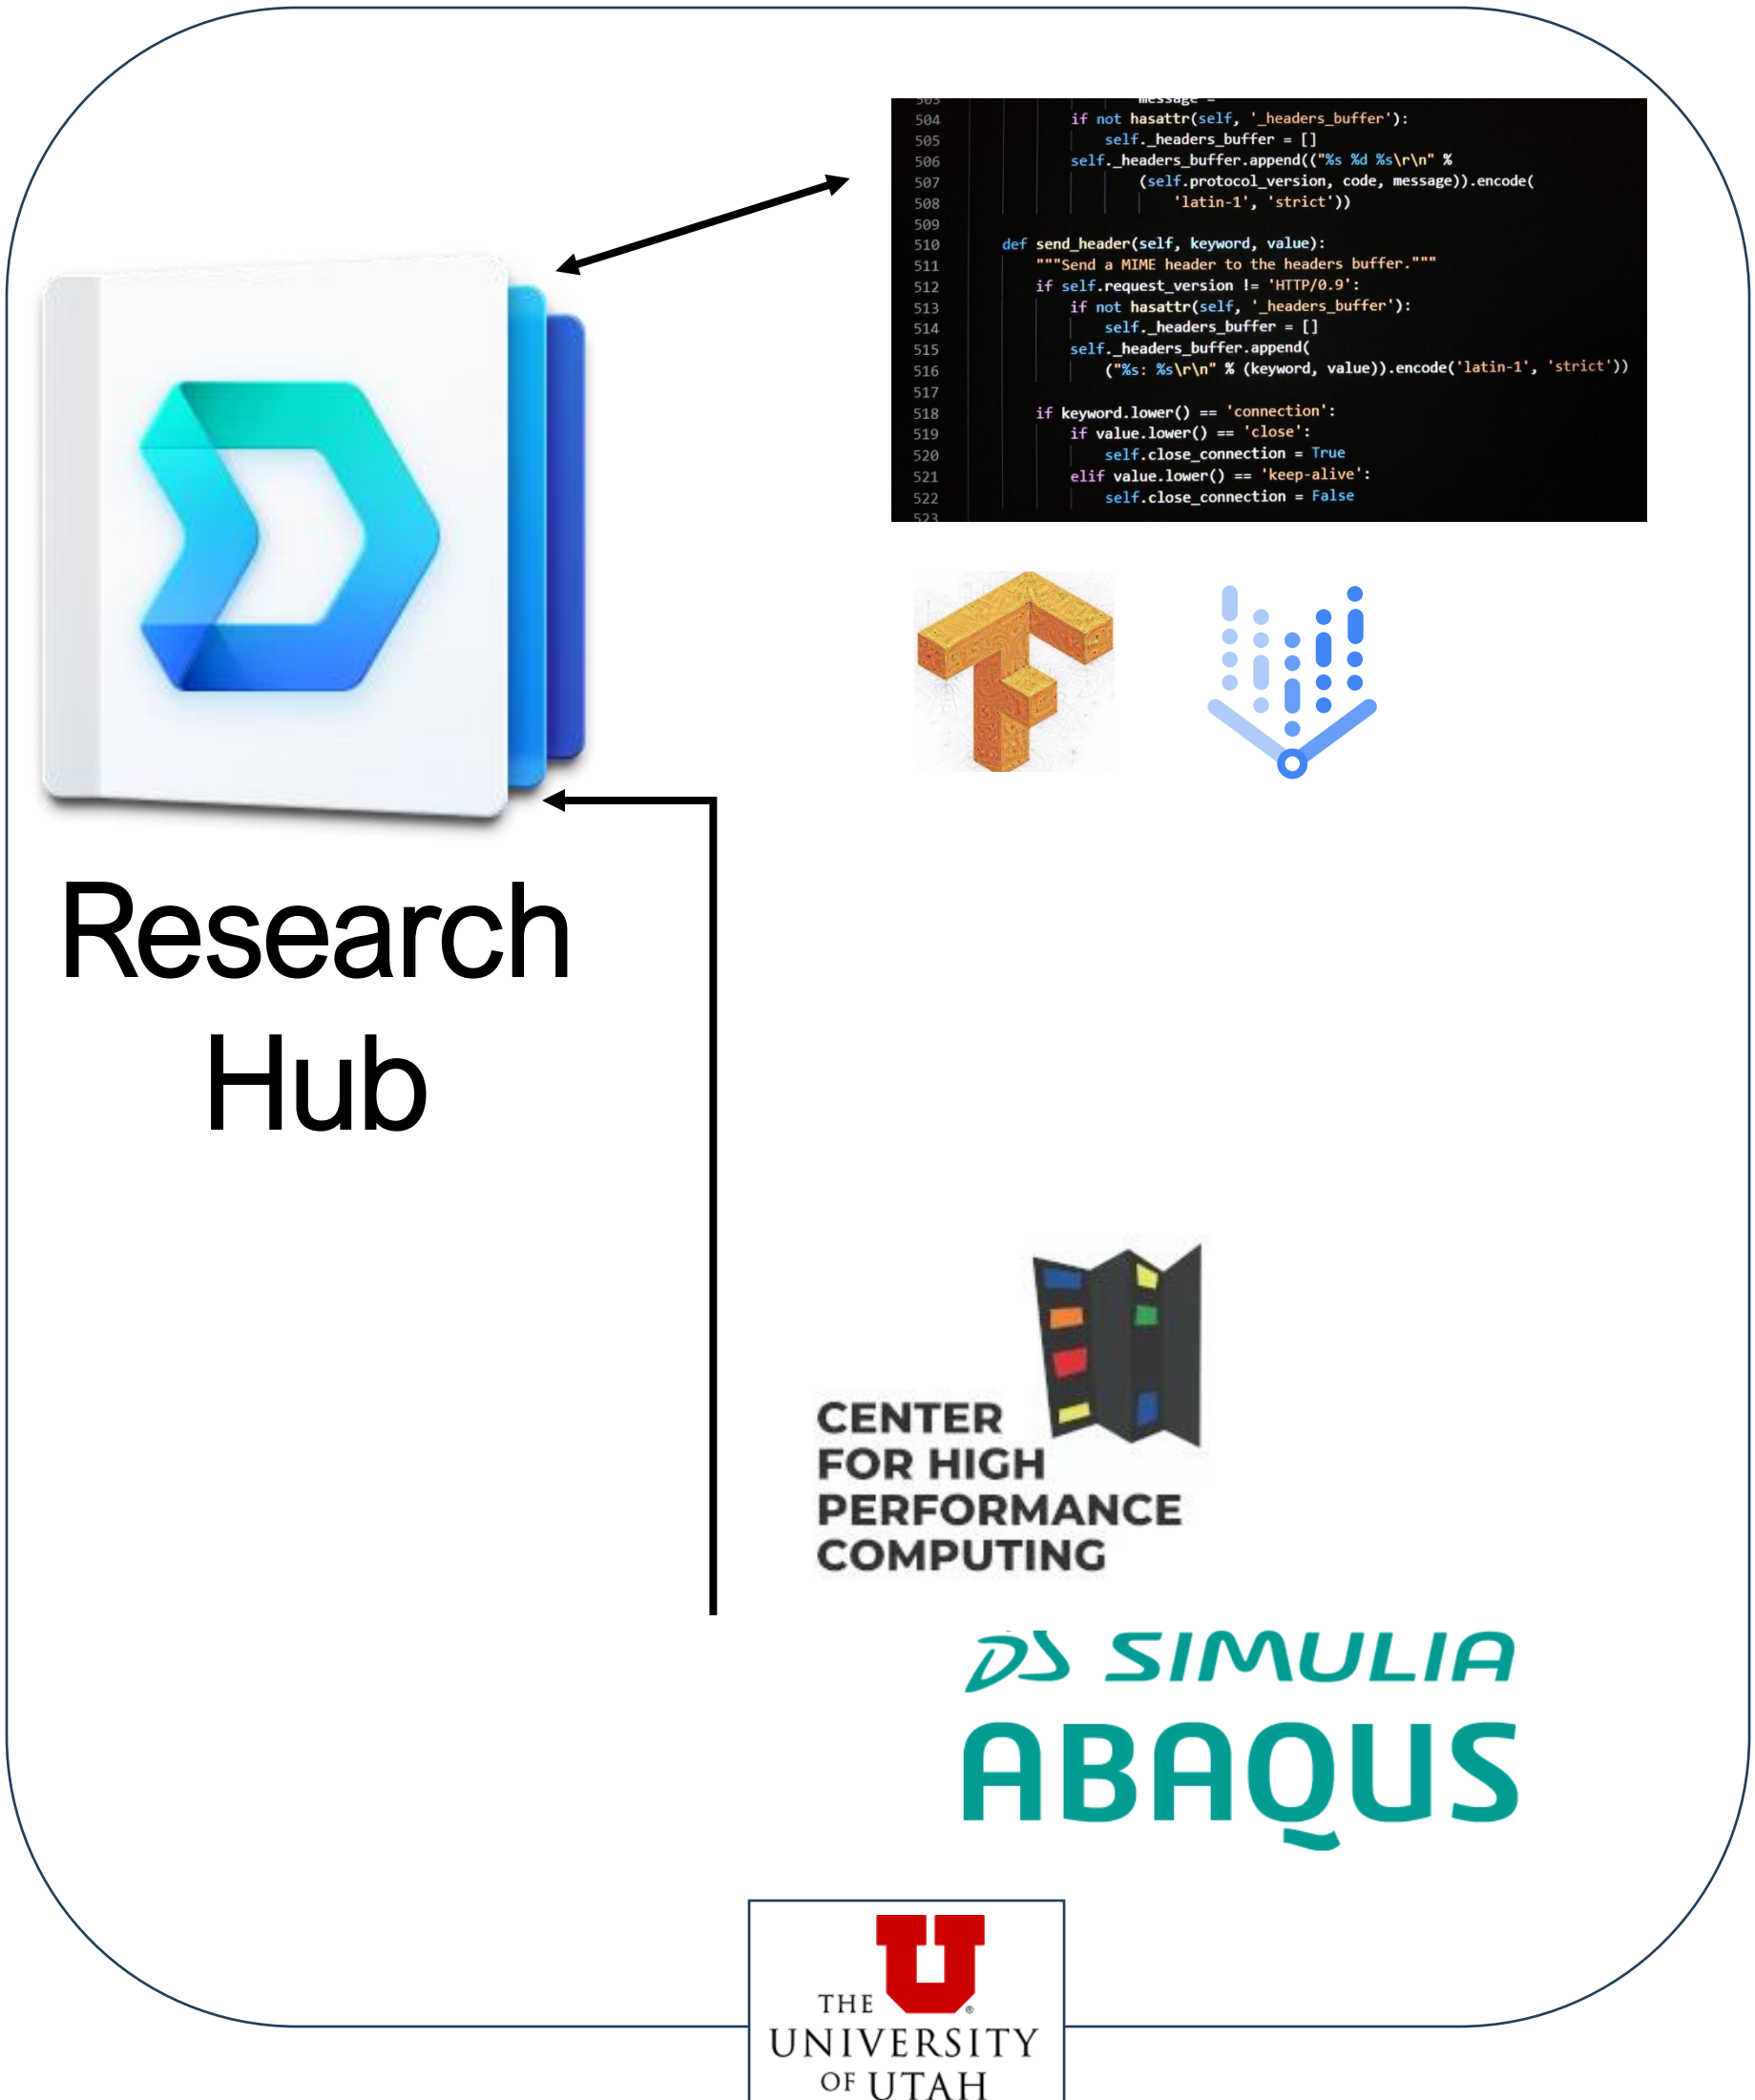 503 message =
504 if not hasattr(self, '_headers_buffer'):
505 self._headers_buffer = []
506 self._headers_buffer.append(("%s %d %s\r\n" %
507 (self.protocol_version, code, message)).encode(
508 'latin-1', 'strict'))
509
510 def send_header(self, keyword, value):
511 """Send a MIME header to the headers buffer."""
512 if self.request_version != 'HTTP/0.9':
513 if not hasattr(self, '_headers_buffer'):
514 self._headers_buffer = []
515 self._headers_buffer.append(
516 ("%s: %s\r\n" % (keyword, value)).encode('latin-1', 'strict'))
517
518 if keyword.lower() == 'connection':
519 if value.lower() == 'close':
520 self.close_connection = True
521 elif value.lower() == 'keep-alive':
522 self.close_connection = False
523
Research
Hub
CENTER
FOR HIGH
PERFORMANCE
COMPUTING
SIMULIA
ABAQUS
U
THE
UNIVERSITY
OF UTAH